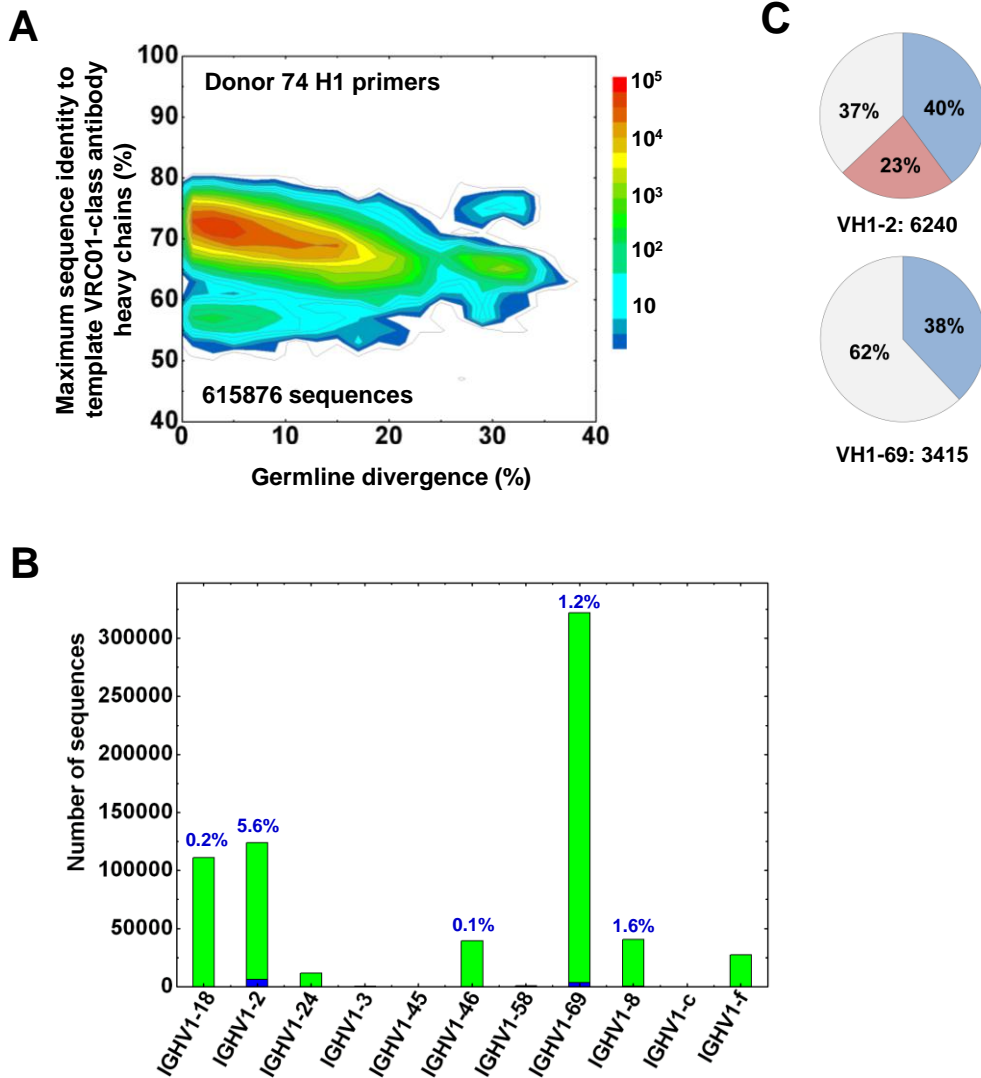 A
Maximum sequence identity to
template VRC01-class antibody
heavy chains (%)
100
90
80
70
60
50
40
Donor 74 H1 primers
615876 sequences
0
10
20
30
40
Germline divergence (%)
10⁵
10⁴
10³
10²
10
C
37%
40%
23%
VH1-2: 6240
38%
62%
VH1-69: 3415
B
Number of sequences
300000
250000
200000
150000
100000
50000
0
0.2%
5.6%
0.1%
1.2%
1.6%
IGHV1-18
IGHV1-2
IGHV1-24
IGHV1-3
IGHV1-45
IGHV1-46
IGHV1-58
IGHV1-69
IGHV1-8
IGHV1-c
IGHV1-f